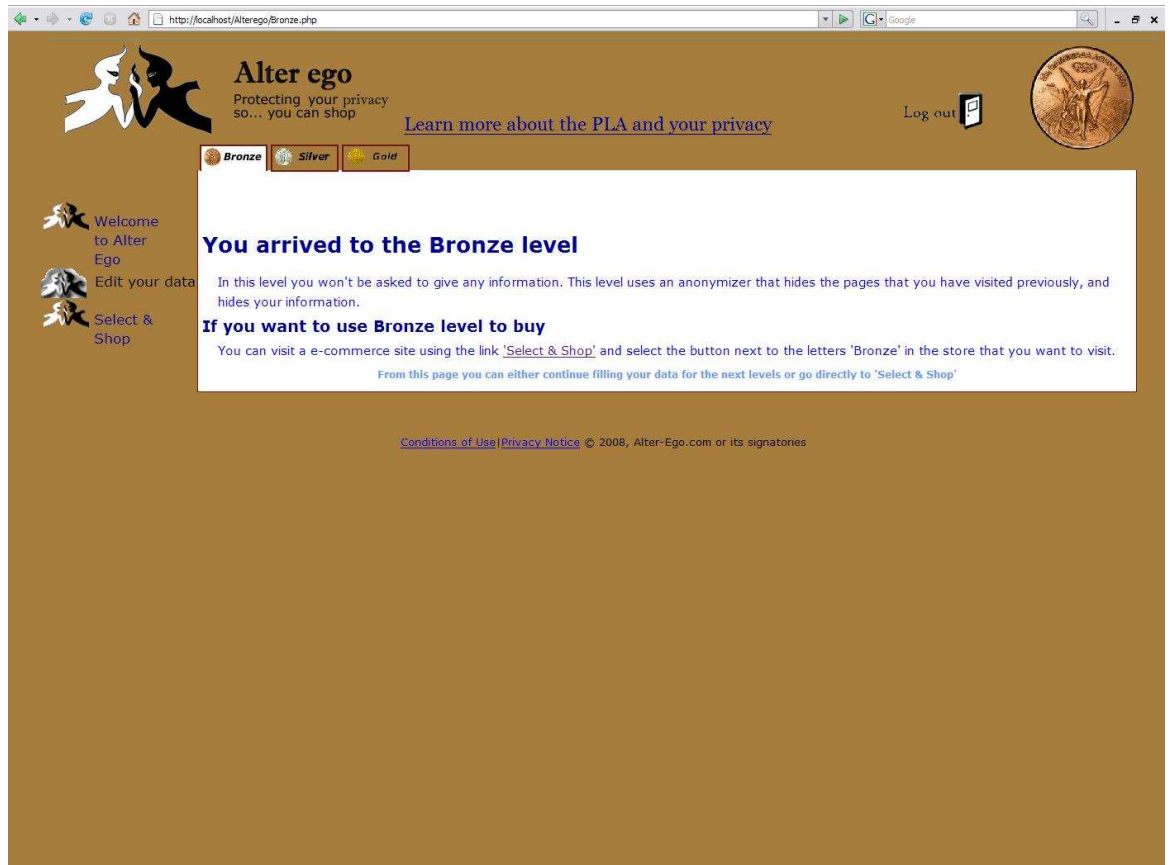 http://localhost/Alterego/Bronze.php
G
Google
Alter ego
Protecting your privacy
so... you can shop
Learn more about the PLA and your privacy
Log out
Bronze
Silver
Gold
Welcome
to Alter
Ego
Edit your data
Select &
Shop
You arrived to the Bronze level
In this level you won't be asked to give any information. This level uses an anonymizer that hides the pages that you have visited previously, and
hides your information.
If you want to use Bronze level to buy
You can visit a e-commerce site using the link 'Select & Shop' and select the button next to the letters 'Bronze' in the store that you want to visit.
From this page you can either continue filling your data for the next levels or go directly to 'Select & Shop'
Conditions of Use|Privacy Notice © 2008, Alter-Ego.com or its signatories